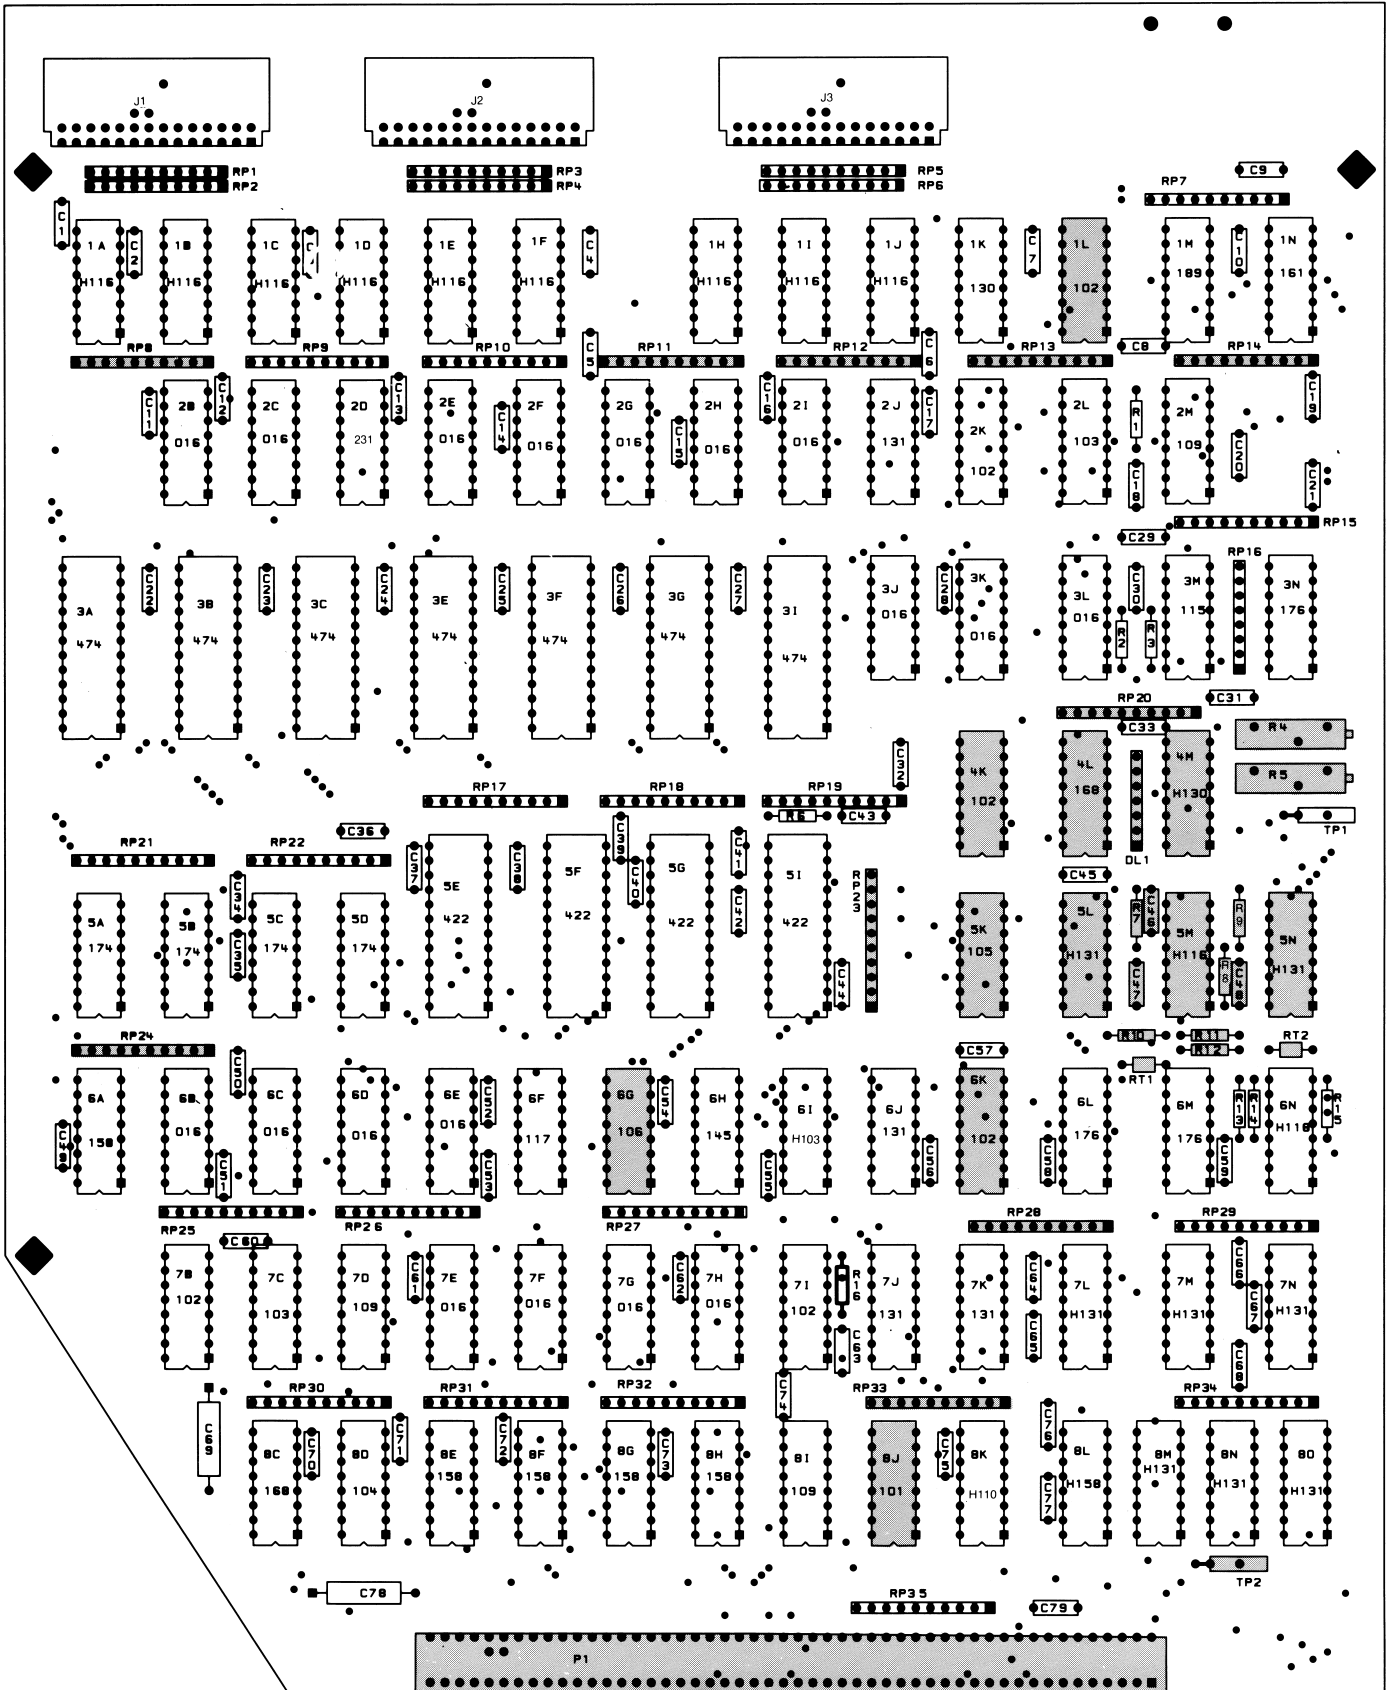 J1 J2 J3
RP1 RP3 RP5
RP2 RP4 RP6
RP7 C9
C1 1A C2 1B 1C 1D 1E 1F C4 1H 1I 1J 1K C7 1L 1M C10 1N
H116 H116 H116 H116 H116 H116 H116 H116 H116 130 102 189 161
RP8 RP9 RP10 C5 RP11 RP12 C6 RP13 C8 RP14
C11 2B C12 2C 2D C13 2E C14 2F 2G C15 2H C16 2I 2J C17 2K 2L R1 2M C19
016 016 231 016 016 016 016 016 131 102 103 C18 109 C20 C21
RP15
C29 RP16
3A C22 3B C23 3C C24 3E C25 3F C26 3G C27 3I 3J C28 3K 3L C30 3M 3N
474 474 474 474 474 474 474 016 016 016 R2 R3 115 176
RP20 C31
C33 R4
4K 4L 4M R5
102 168 H130
C32
RP17 RP18 RP19
R6 C43 TP1
DL1
RP21 RP22 C36 C37 C38 C39 C40 C41 C42 RP23 C45
5A 5B C34 5C 5D 5E 5F 5G 5I 5K 5L R7 C46 5M R9 5N
174 174 C35 174 174 422 422 422 422 C44 105 H131 C47 H116 R8 C48 H131
RP24 R10 R11 RT2
C50 C57 R12
RT1
6A 6B 6C 6D 6E C52 6F 6G C54 6H 6I 6J 6K 6L 6M R13 R14 6N R15
C49 158 016 C51 016 016 016 C53 117 106 145 C55 H103 131 C56 102 C58 176 176 C59 H116
RP25 RP26 RP27 RP28 RP29
C60
7B 7C 7D C61 7E 7F 7G C62 7H 7I R16 7J 7K C64 7L 7M C66 7N
102 103 109 016 016 016 016 102 C63 131 131 C65 H131 H131 C67 H131
C68
RP30 RP31 RP32 C74 RP33 RP34
C69 8C C70 8D C71 8E C72 8F 8G C73 8H 8I 8J C75 8K C76 8L 8M 8N 8O
168 104 158 158 158 158 109 101 H110 C77 H158 H131 H131 H131
C78 TP2
RP35 C79
P1